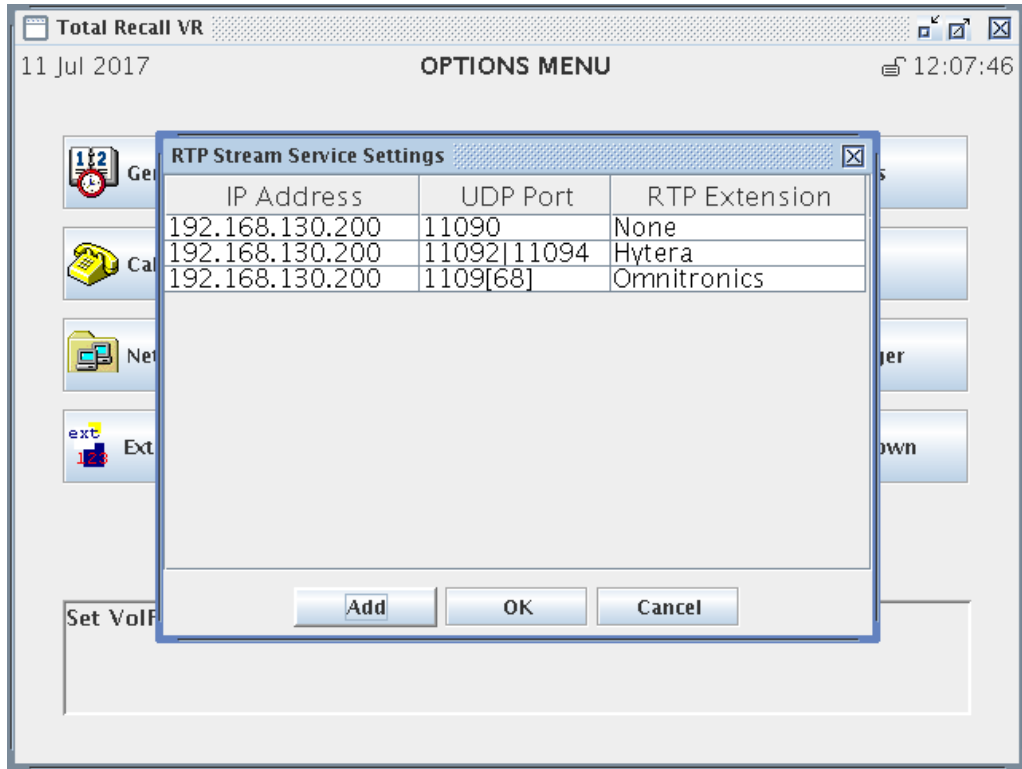 Total Recall VR
11 Jul 2017 OPTIONS MENU 12:07:46
RTP Stream Service Settings
IP Address UDP Port RTP Extension
192.168.130.200 11090 None
192.168.130.200 11092|11094 Hytera
192.168.130.200 1109[68] Omnitronics
Ext
Add OK Cancel
Set